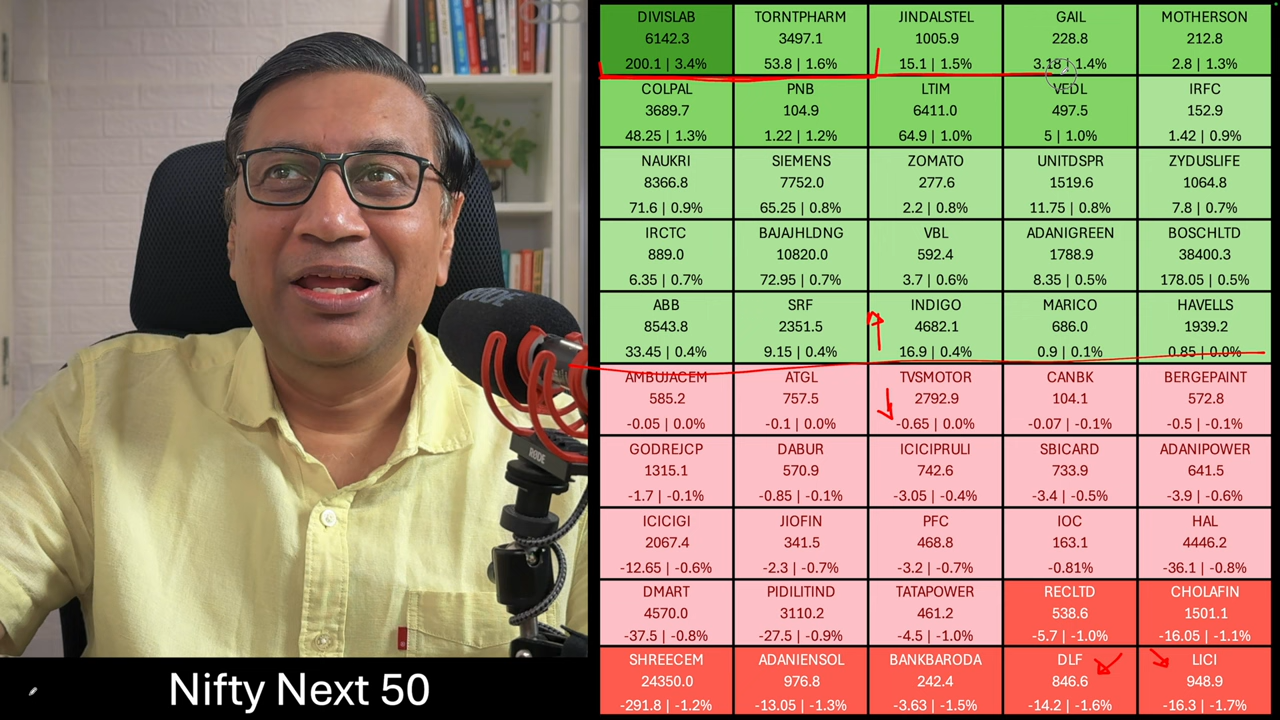 DIVISLAB TORNTPHARM JINDALSTEL GAIL MOTHERSON
6142.3 3497.1 1005.9 228.8 212.8
200.1 | 3.4% 53.8 | 1.6% 15.1 | 1.5% 1.4% 2.8 | 1.3%
COLPAL PNB LTIM VEDL IRFC
3689.7 104.9 6411.0 497.5 152.9
48.25 | 1.3% 1.22 | 1.2% 64.9 | 1.0% 5 | 1.0% 1.42 | 0.9%
NAUKRI SIEMENS ZOMATO UNITDSPR ZYDUSLIFE
8366.8 7752.0 277.6 1519.6 1064.8
71.6 | 0.9% 65.25 | 0.8% 2.2 | 0.8% 11.75 | 0.8% 7.8 | 0.7%
IRCTC BAJAJHLDNG VBL ADANIGREEN BOSCHLTD
889.0 10820.0 592.4 1788.9 38400.3
6.35 | 0.7% 72.95 | 0.7% 3.7 | 0.6% 8.35 | 0.5% 178.05 | 0.5%
ABB SRF INDIGO MARICO HAVELLS
8543.8 2351.5 4682.1 686.0 1939.2
33.45 | 0.4% 9.15 | 0.4% 16.9 | 0.4% 0.9 | 0.1% 0.85 | 0.0%
AMBUJACEM ATGL TVSMOTOR CANBK BERGEPAINT
585.2 757.5 2792.9 104.1 572.8
-0.05 | 0.0% -0.1 | 0.0% -0.65 | 0.0% -0.07 | -0.1% -0.5 | -0.1%
GODREJCP DABUR ICICIPRULI SBICARD ADANIPOWER
1315.1 570.9 742.6 733.9 641.5
-1.7 | -0.1% -0.85 | -0.1% -3.05 | -0.4% -3.4 | -0.5% -3.9 | -0.6%
ICICIGI JIOFIN PFC IOC HAL
2067.4 341.5 468.8 163.1 4446.2
-12.65 | -0.6% -2.3 | -0.7% -3.2 | -0.7% -0.81% -36.1 | -0.8%
DMART PIDILITIND TATAPOWER RECLTD CHOLAFIN
4570.0 3110.2 461.2 538.6 1501.1
-37.5 | -0.8% -27.5 | -0.9% -4.5 | -1.0% -5.7 | -1.0% -16.05 | -1.1%
SHREECEM ADANIENSOL BANKBARODA DLF LICI
24350.0 976.8 242.4 846.6 948.9
-291.8 | -1.2% -13.05 | -1.3% -3.63 | -1.5% -14.2 | -1.6% -16.3 | -1.7%
RODE
RODE
Nifty Next 50